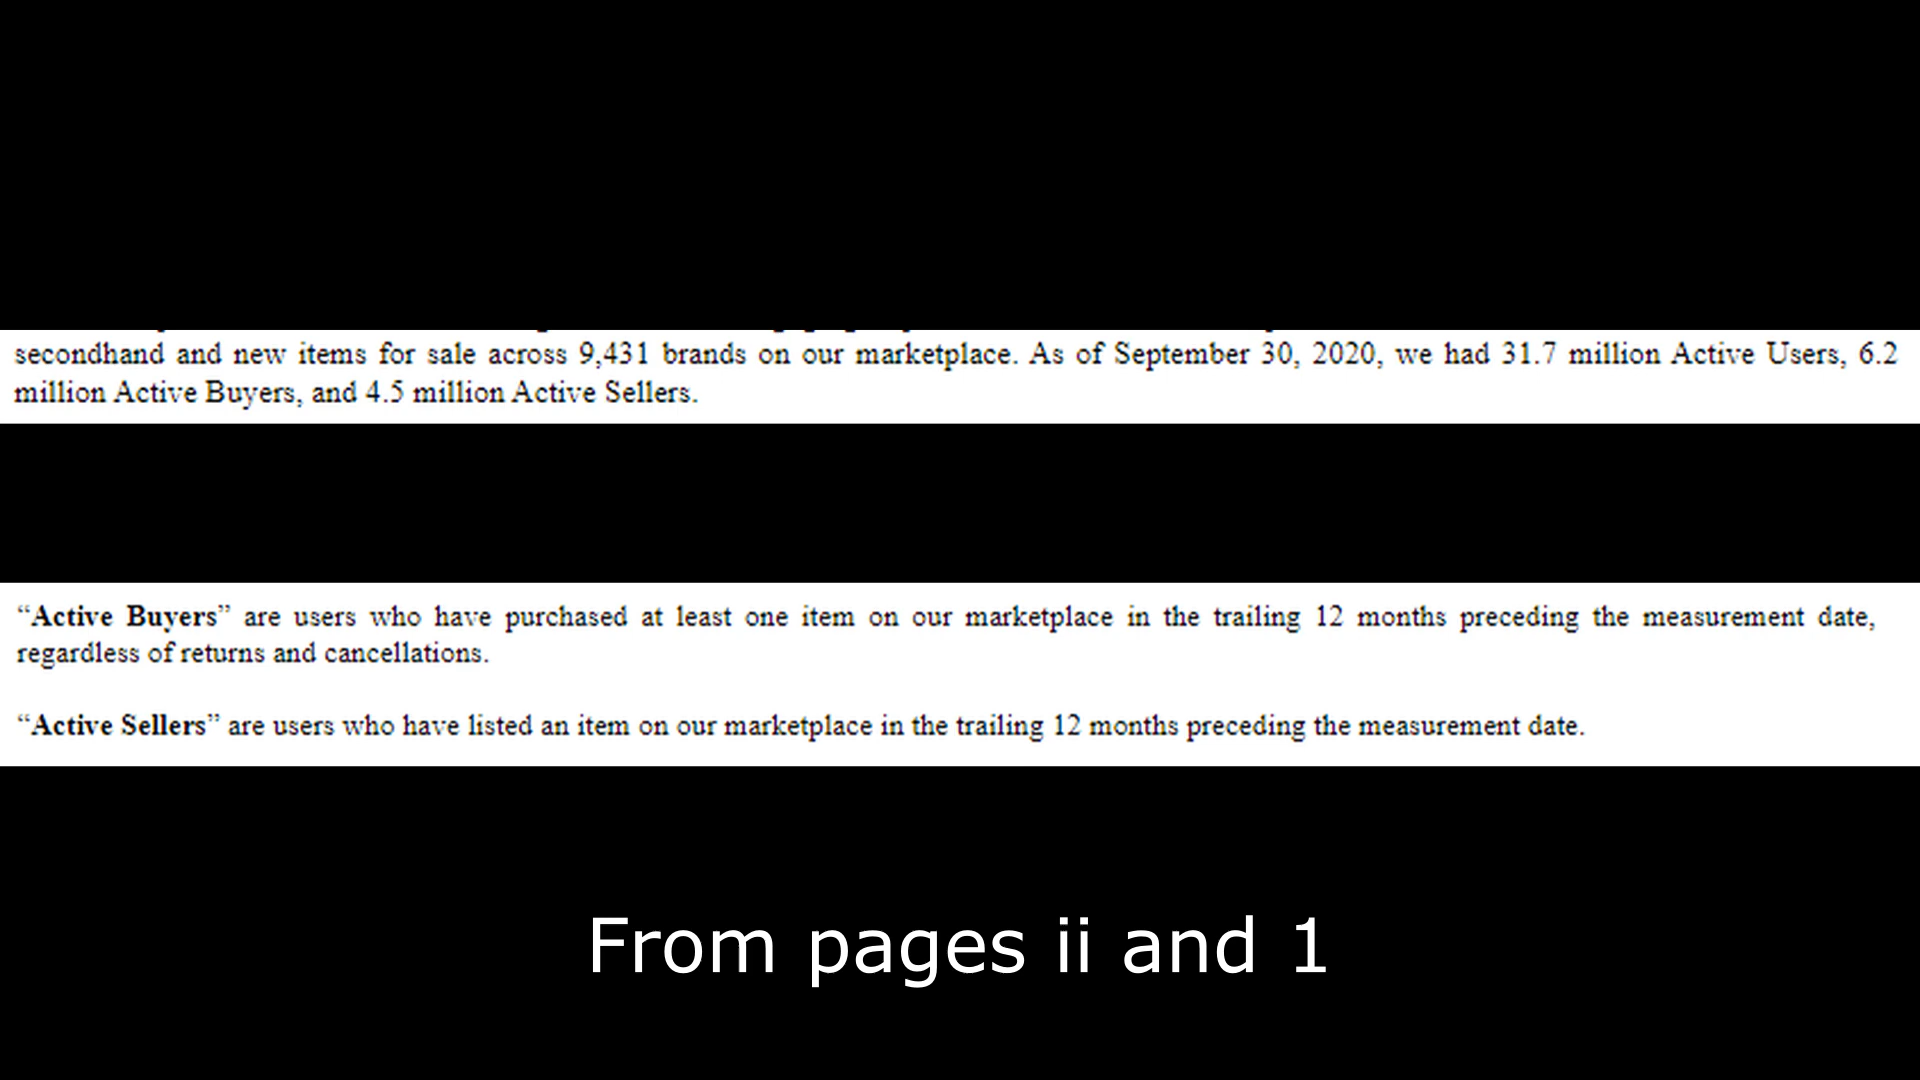 secondhand and new items for sale across 9,431 brands on our marketplace. As of September 30, 2020, we had 31.7 million Active Users, 6.2
million Active Buyers, and 4.5 million Active Sellers.
“Active Buyers” are users who have purchased at least one item on our marketplace in the trailing 12 months preceding the measurement date,
regardless of returns and cancellations.
“Active Sellers” are users who have listed an item on our marketplace in the trailing 12 months preceding the measurement date.
From pages ii and 1